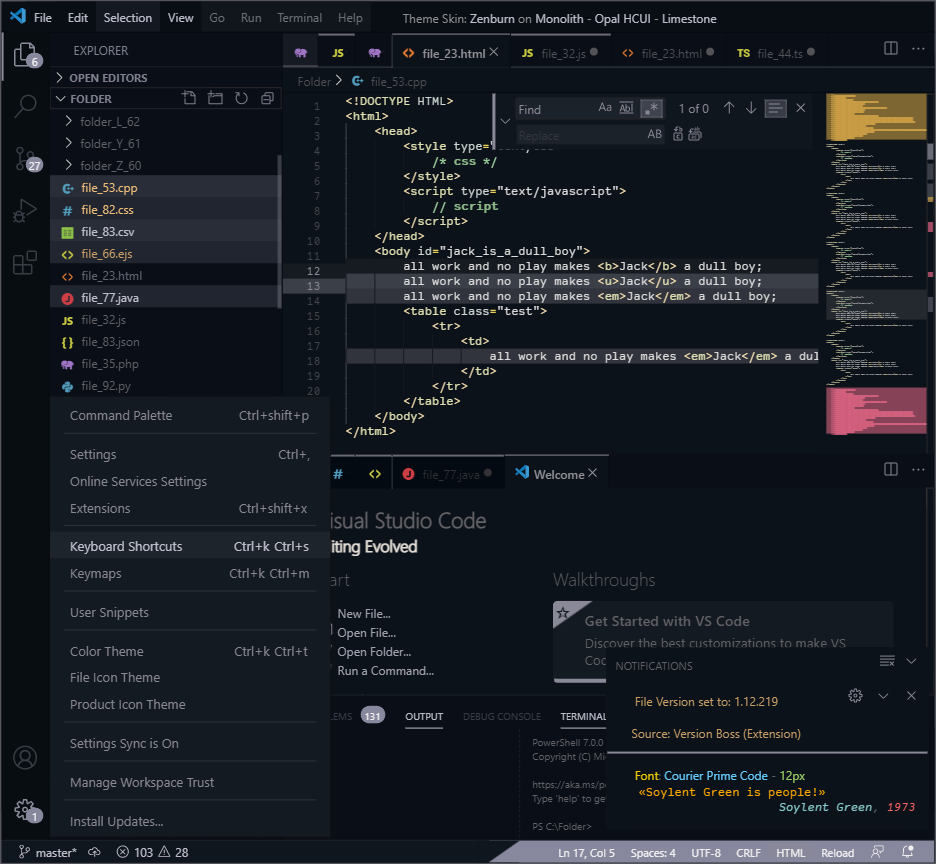 File Edit Selection View Go Run Terminal Help Theme Skin: Zenburn on Monolith - Opal HCUI - Limestone
6
27
1
EXPLORER
OPEN EDITORS
FOLDER
folder_L_62
folder_Y_61
folder_Z_60
file_53.cpp
file_82.css
file_83.csv
file_66.ejs
file_23.html
file_77.java
file_32.js
file_83.json
file_35.php
file_92.py
JS file_23.html JS file_32.js file_23.html TS file_44.ts
Folder file_53.cpp
Find Aa Abl .* 1 of 0
Replace AB
1 <!DOCTYPE HTML>
2 <html>
3 <head>
4 <style type=
5 /* css */
6 </style>
7 <script type="text/javascript">
8 // script
9 </script>
10 </head>
11 <body id="jack_is_a_dull_boy">
12 all work and no play makes <b>Jack</b> a dull boy;
13 all work and no play makes <u>Jack</u> a dull boy;
14 all work and no play makes <em>Jack</em> a dull boy;
15 <table class="test">
16 <tr>
17 <td>
18 all work and no play makes <em>Jack</em> a dul
19 </td>
20 </tr>
</table>
</body>
</html>
Command Palette Ctrl+shift+p
Settings Ctrl+,
Online Services Settings
Extensions Ctrl+shift+x
Keyboard Shortcuts Ctrl+k Ctrl+s
Keymaps Ctrl+k Ctrl+m
User Snippets
Color Theme Ctrl+k Ctrl+t
File Icon Theme
Product Icon Theme
Settings Sync is On
Manage Workspace Trust
Install Updates...
# <> file_77.java Welcome
isual Studio Code
iting Evolved
art
New File...
Open File...
Open Folder...
Run a Command...
Walkthroughs
Get Started with VS Code
Discover the best customizations to make VS
Coc
LEMS 131 OUTPUT DEBUG CONSOLE TERMINAL
PowerShell 7.0.0
Copyright (C) Mi
https://aka.ms/p
Type 'help' to ge
PS C:\Folder>
NOTIFICATIONS
File Version set to: 1.12.219
Source: Version Boss (Extension)
Font: Courier Prime Code - 12px
«Soylent Green is people!»
Soylent Green, 1973
master* 103 28 Ln 17, Col 5 Spaces: 4 UTF-8 CRLF HTML Reload